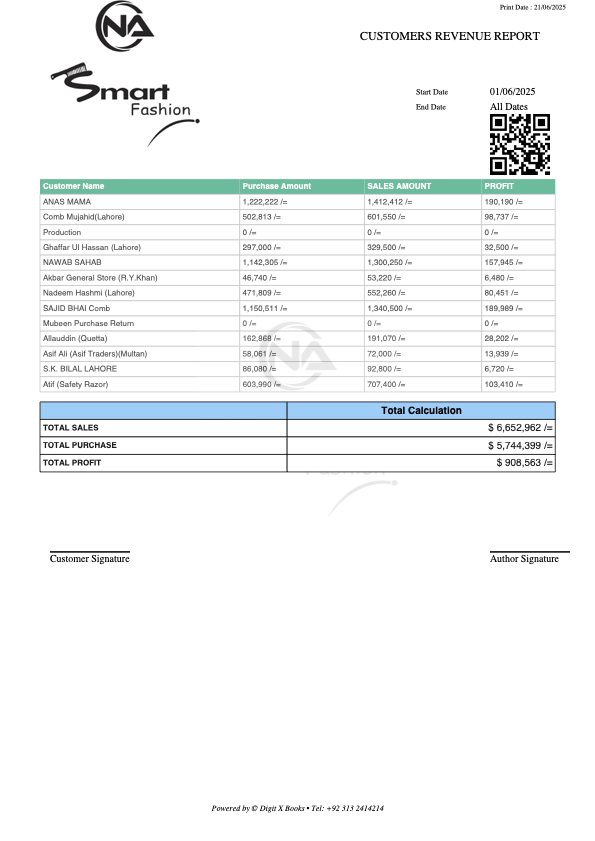 Print Date : 21/06/2025
NA
CUSTOMERS REVENUE REPORT
Smart
Fashion
Start Date 01/06/2025
End Date All Dates
Customer Name Purchase Amount SALES AMOUNT PROFIT
ANAS MAMA 1,222,222 /= 1,412,412 /= 190,190 /=
Comb Mujahid(Lahore) 502,813 /= 601,550 /= 98,737 /=
Production 0 /= 0 /= 0 /=
Ghaffar Ul Hassan (Lahore) 297,000 /= 329,500 /= 32,500 /=
NAWAB SAHAB 1,142,305 /= 1,300,250 /= 157,945 /=
Akbar General Store (R.Y.Khan) 46,740 /= 53,220 /= 6,480 /=
Nadeem Hashmi (Lahore) 471,809 /= 552,260 /= 80,451 /=
SAJID BHAI Comb 1,150,511 /= 1,340,500 /= 189,989 /=
Mubeen Purchase Return 0 /= 0 /= 0 /=
Allauddin (Quetta) 162,868 /= 191,070 /= 28,202 /=
Asif Ali (Asif Traders)(Multan) 58,061 /= 72,000 /= 13,939 /=
S.K. BILAL LAHORE 86,080 /= 92,800 /= 6,720 /=
Atif (Safety Razor) 603,990 /= 707,400 /= 103,410 /=
NA
Total Calculation
TOTAL SALES $ 6,652,962 /=
TOTAL PURCHASE $ 5,744,399 /=
TOTAL PROFIT $ 908,563 /=
Fashion
Customer Signature Author Signature
Powered by © Digit X Books • Tel: +92 313 2414214